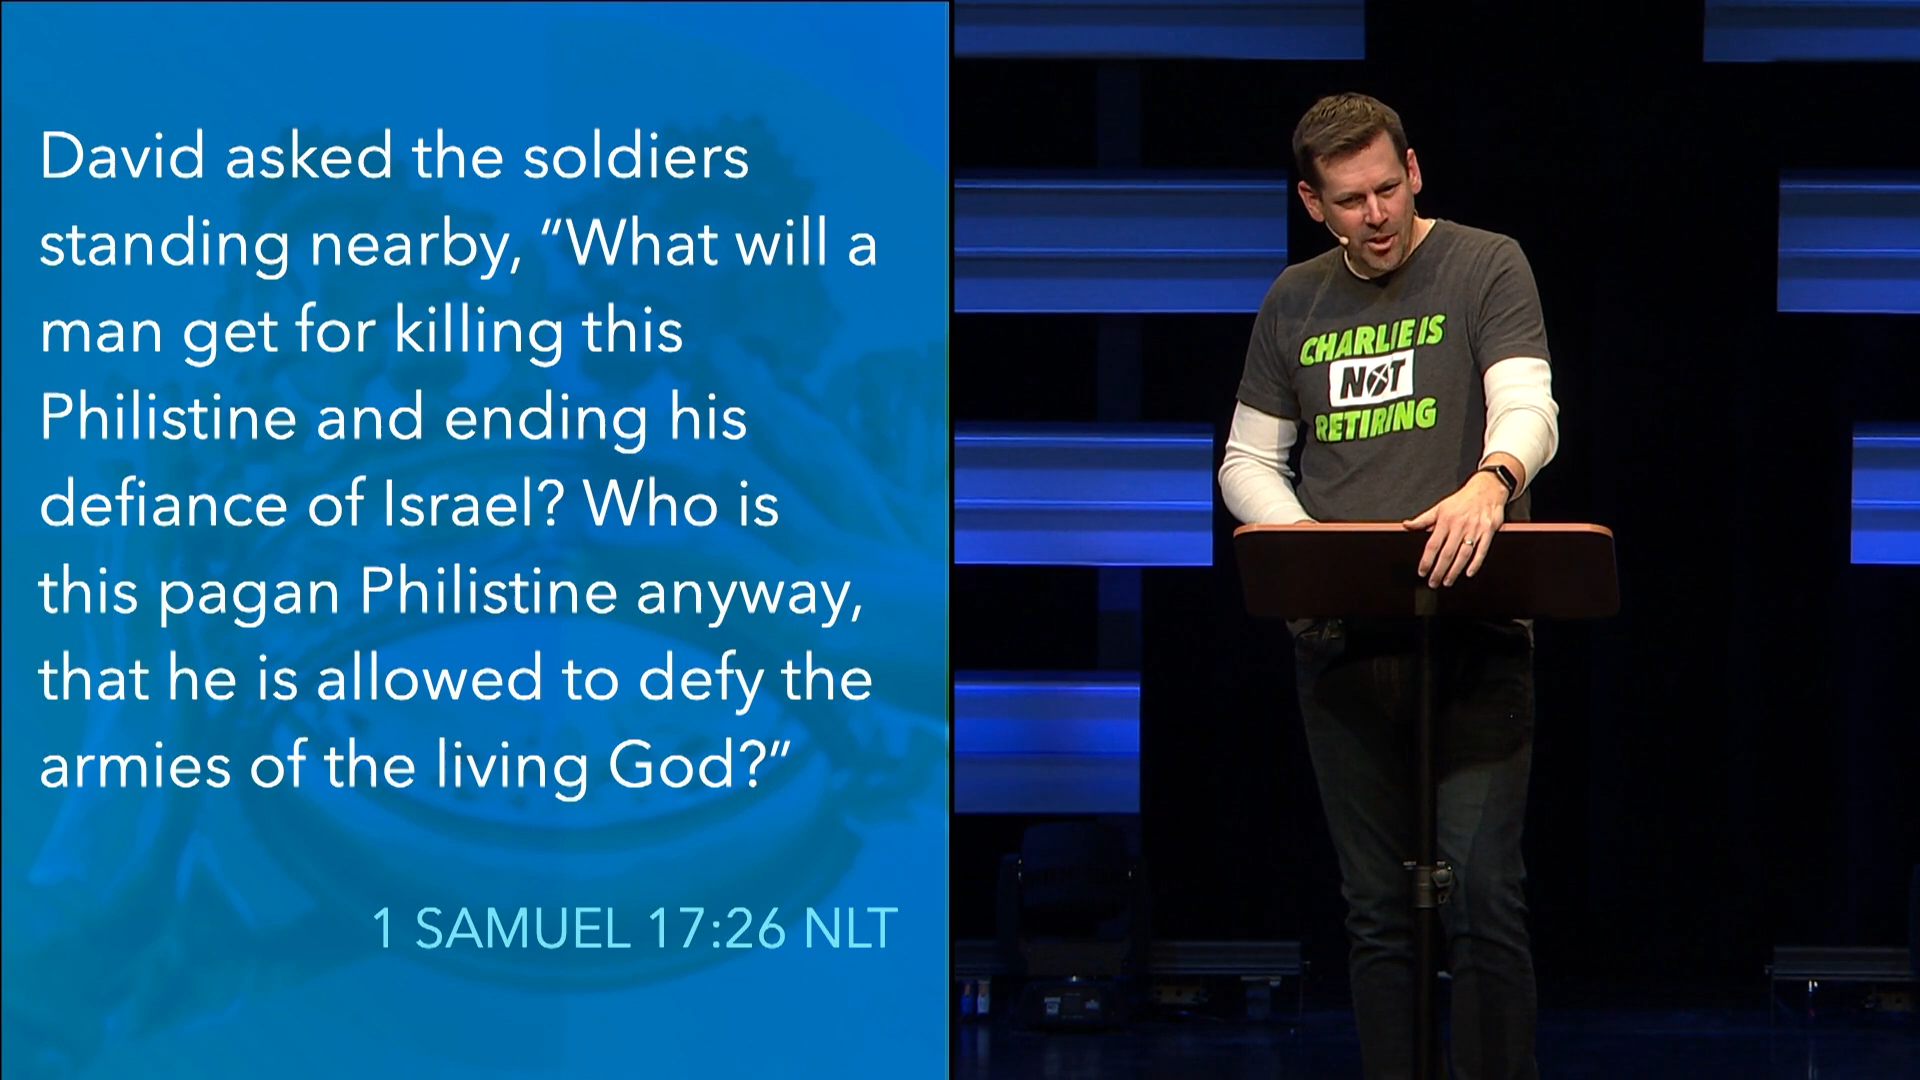 David asked the soldiers
standing nearby, “What will a
man get for killing this
Philistine and ending his
defiance of Israel? Who is
this pagan Philistine anyway,
that he is allowed to defy the
armies of the living God?”
1 SAMUEL 17:26 NLT
CHARLIE IS
NOT
RETIRING